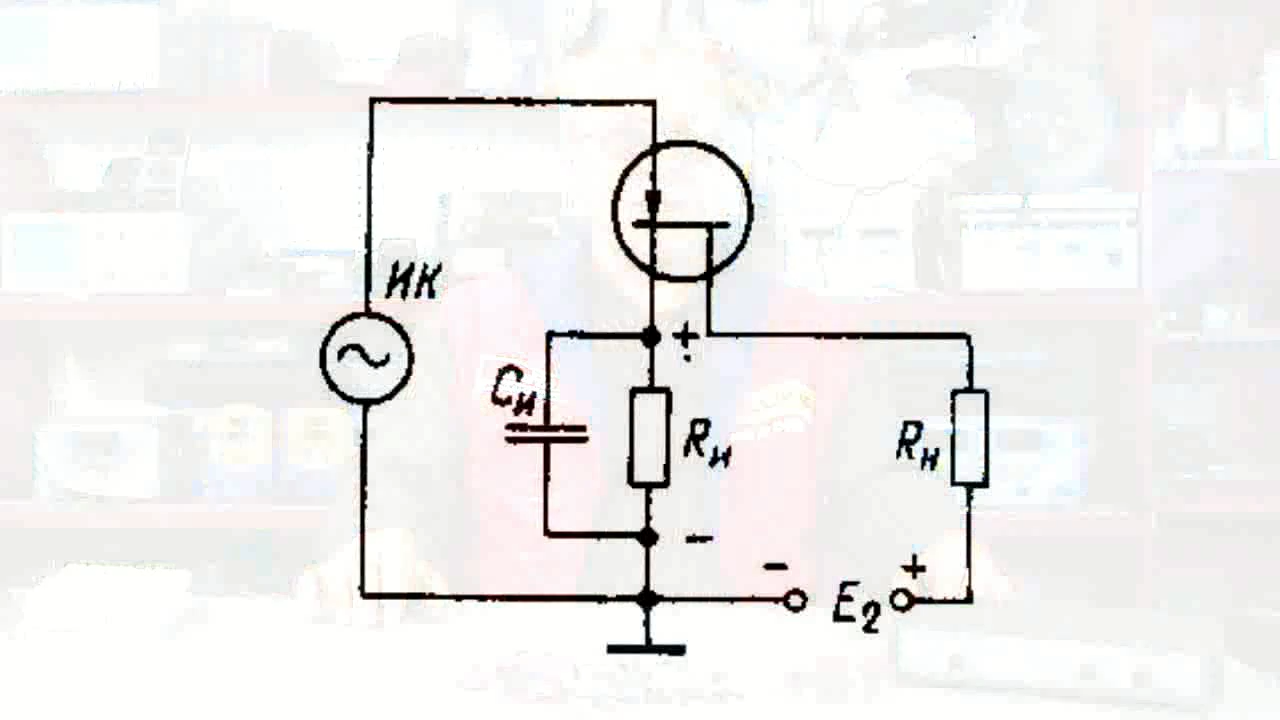 ИК
+
Cи
Rи
Rн
−
−
+
E2